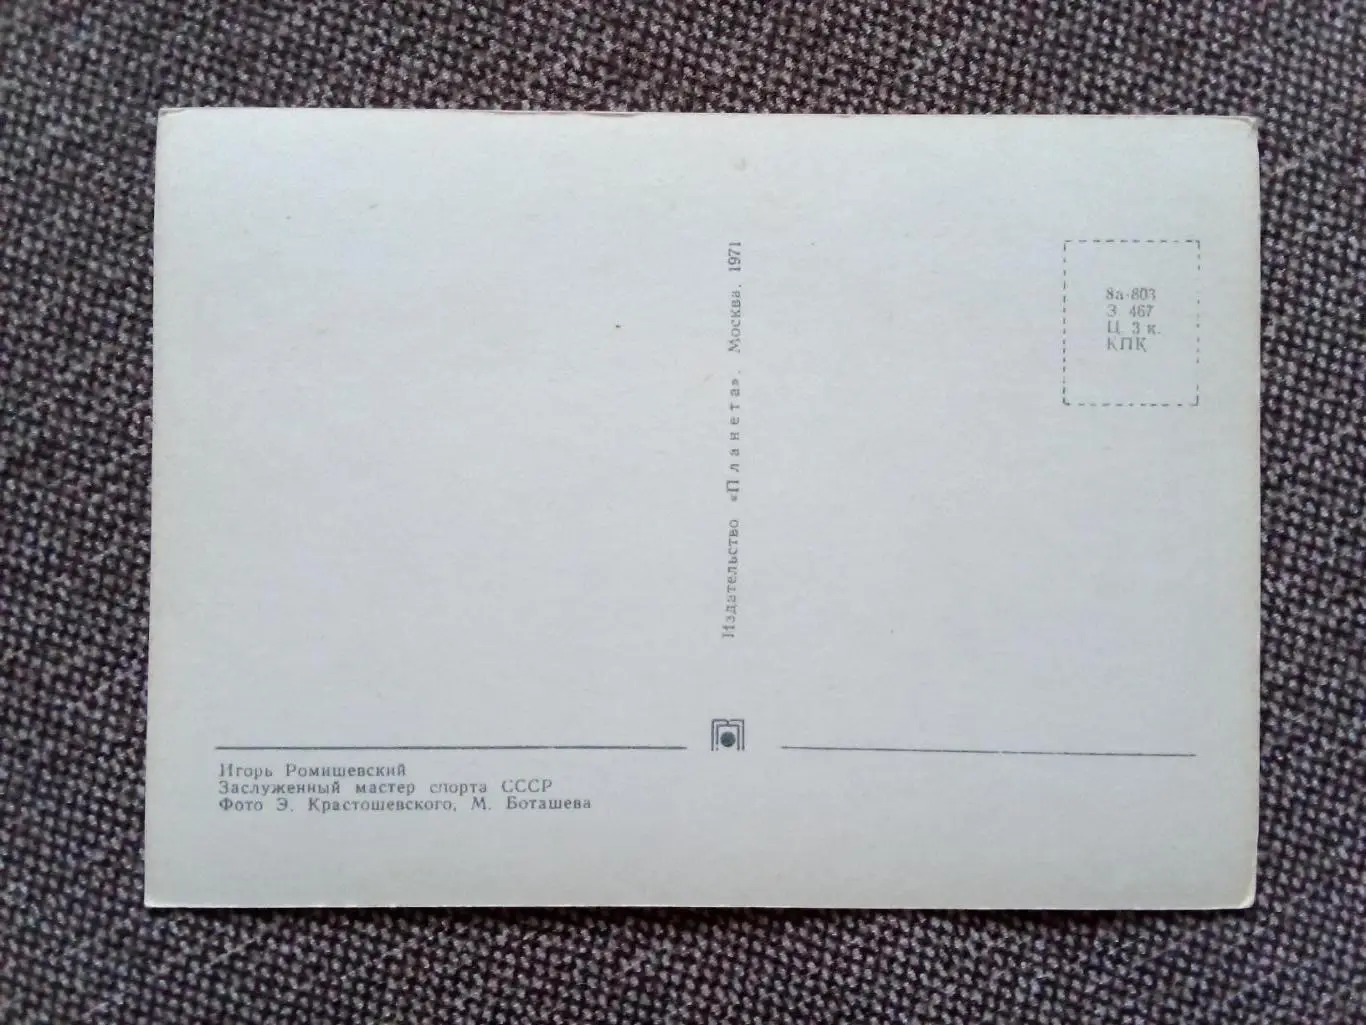 Издательство «Планета». Москва. 1971
8а-803
З 467
Ц. 3 к.
КПК
Игорь Ромишевский
Заслуженный мастер спорта СССР
Фото Э. Крастошевского, М. Боташева